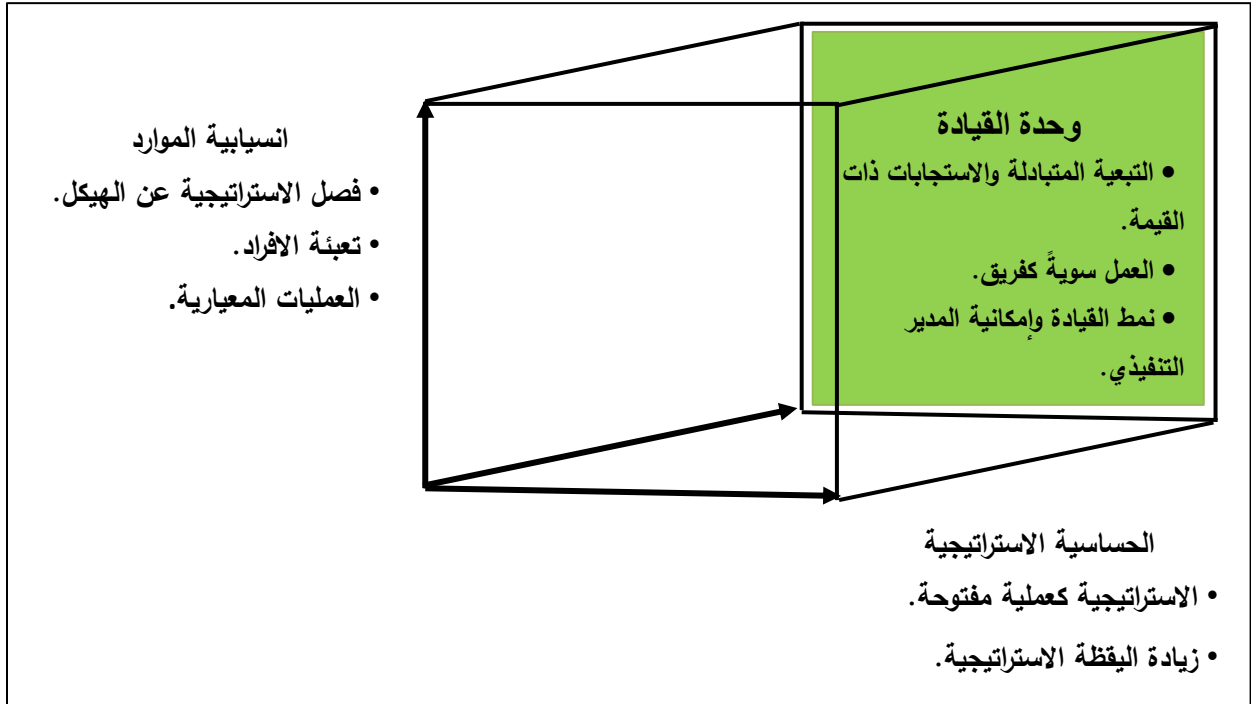 وحدة القيادة
• التبعية المتبادلة والاستجابات ذات
القيمة.
• العمل سويةً كفريق.
• نمط القيادة وإمكانية المدير
التنفيذي.
انسيابية الموارد
• فصل الاستراتيجية عن الهيكل.
• تعبئة الافراد.
• العمليات المعيارية.
الحساسية الاستراتيجية
• الاستراتيجية كعملية مفتوحة.
• زيادة اليقظة الاستراتيجية.